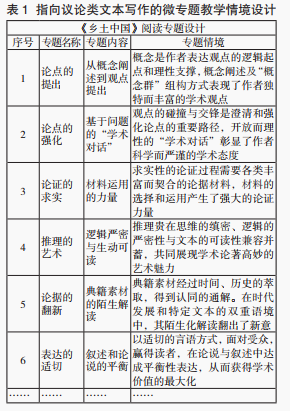 表 1 指向议论类文本写作的微专题教学情境设计
《乡土中国》阅读专题设计
序号 专题名称 专题内容 专题情境
1 论点的提出 从概念阐述到观点提出 概念是作者表达观点的逻辑起点和理性支撑,概念阐述及“概念群”组构方式表现了作者独特而丰富的学术观点
2 论点的强化 基于问题的“学术对话” 观点的碰撞与交锋是澄清和强化论点的重要路径,开放而理性的“学术对话”彰显了作者科学而严谨的学术态度
3 论证的求实 材料运用的力量 求实性的论证过程需要各类丰富而契合的论据材料,材料的选择和运用产生了强大的论证力量
4 推理的艺术 逻辑严密与生动可读 推理贵在思维的缜密、逻辑的严密性与文本的可读性兼容并蓄,共同展现学术论著高妙的艺术魅力
5 论据的翻新 典籍素材的陌生解读 典籍素材经过时间、历史的萃取,得到认同的通解。在时代发展和特定文本的双重语境中,其陌生化解读翻出了新意
6 表达的适切 叙述和论说的平衡 以适切的言语方式,面对受众,赢得读者,在论说与叙述中达成平衡性表达,从而获得学术价值的最大化
…… …… …… ……